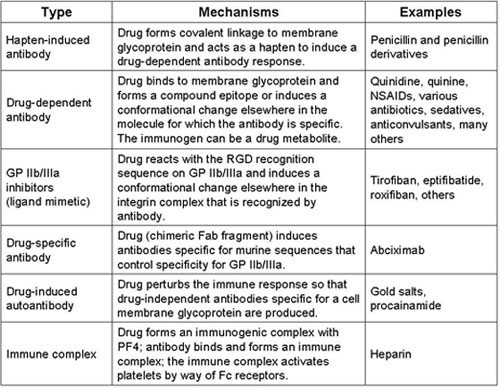 Type Mechanisms Examples
Hapten-induced
antibody
Drug forms covalent linkage to membrane
glycoprotein and acts as a hapten to induce a
drug-dependent antibody response.
Penicillin and penicillin
derivatives
Drug-dependent
antibody
Drug binds to membrane glycoprotein and
forms a compound epitope or induces a
conformational change elsewhere in the
molecule for which the antibody is specific.
The immunogen can be a drug metabolite.
Quinidine, quinine,
NSAIDs, various
antibiotics, sedatives,
anticonvulsants, many
others
GP IIb/IIIa
inhibitors
(ligand mimetic)
Drug reacts with the RGD recognition
sequence on GP IIb/IIIa and induces a
conformational change elsewhere in the
integrin complex that is recognized by
antibody.
Tirofiban, eptifibatide,
roxifiban, others
Drug-specific
antibody
Drug (chimeric Fab fragment) induces
antibodies specific for murine sequences that
control specificity for GP IIb/IIIa.
Abciximab
Drug-induced
autoantibody
Drug perturbs the immune response so that
drug-independent antibodies specific for a cell
membrane glycoprotein are produced.
Gold salts,
procainamide
Immune complex
Drug forms an immunogenic complex with
PF4; antibody binds and forms an immune
complex; the immune complex activates
platelets by way of Fc receptors.
Heparin